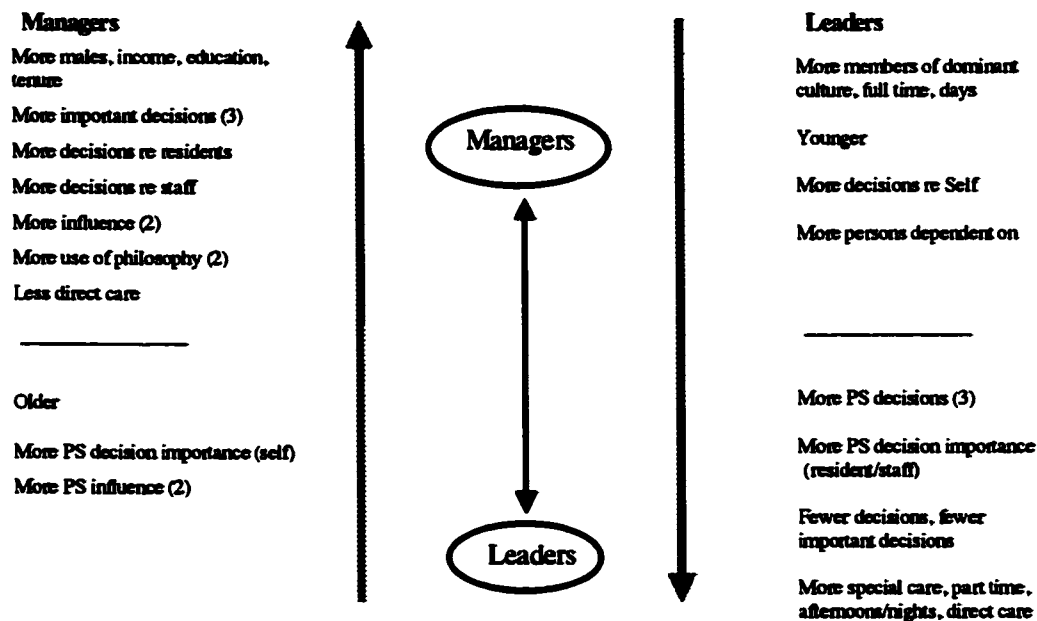 Managers
More males, income, education,
tenure
More important decisions (3)
More decisions re residents
More decisions re staff
More influence (2)
More use of philosophy (2)
Less direct care
Older
More PS decision importance (self)
More PS influence (2)
Managers
Leaders
Leaders
More members of dominant
culture, full time, days
Younger
More decisions re Self
More persons dependent on
More PS decisions (3)
More PS decision importance
(resident/staff)
Fewer decisions, fewer
important decisions
More special care, part time,
afternoons/nights, direct care